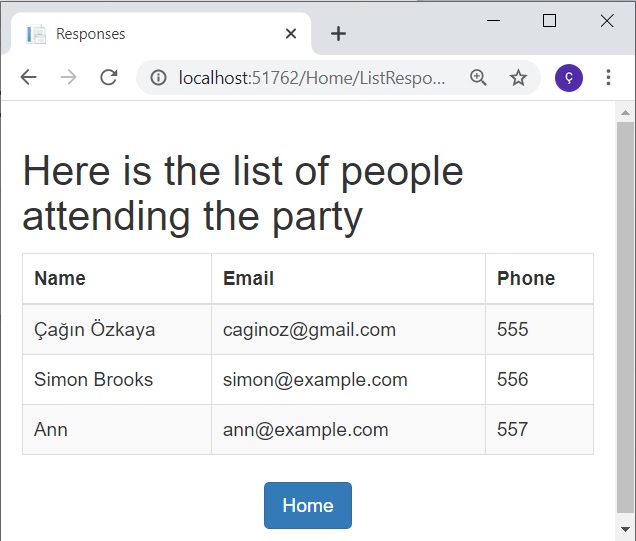 Responses
localhost:51762/Home/ListRespo...
ç
Here is the list of people
attending the party
Name Email Phone
Çağın Özkaya caginoz@gmail.com 555
Simon Brooks simon@example.com 556
Ann ann@example.com 557
Home